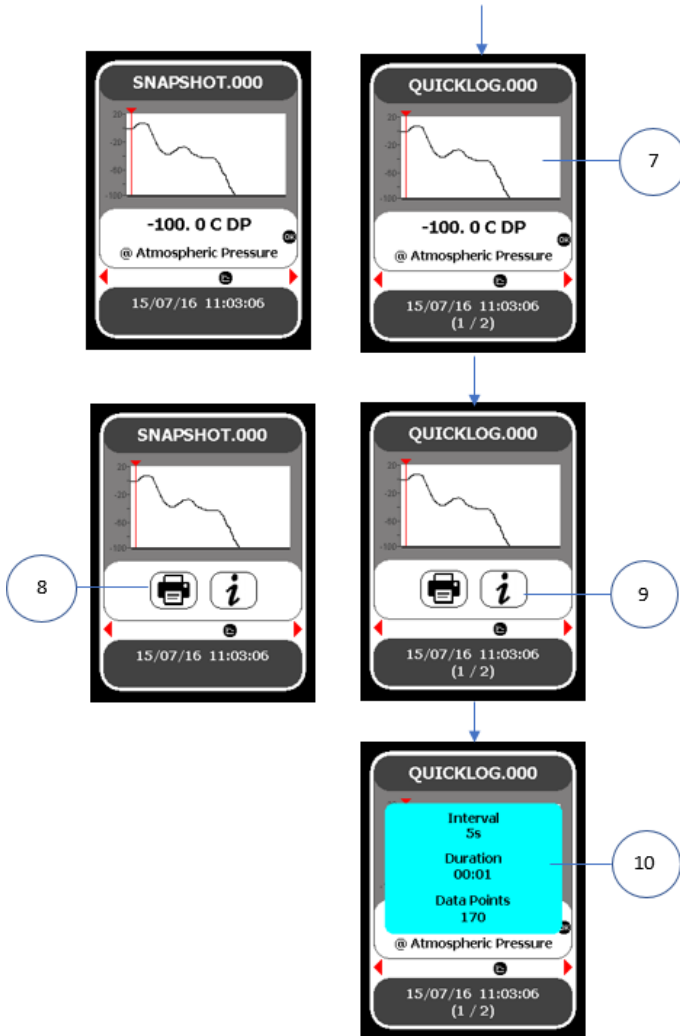 SNAPSHOT.000
20
-20
-60
-100
-100. 0 C DP
OK
@ Atmospheric Pressure
15/07/16 11:03:06
QUICKLOG.000
20
-20
-60
-100
-100. 0 C DP
OK
@ Atmospheric Pressure
15/07/16 11:03:06
(1 / 2)
7
SNAPSHOT.000
20
-20
-60
-100
15/07/16 11:03:06
8
QUICKLOG.000
20
-20
-60
-100
i
15/07/16 11:03:06
(1 / 2)
9
QUICKLOG.000
Interval
5s
Duration
00:01
Data Points
170
@ Atmospheric Pressure
15/07/16 11:03:06
(1 / 2)
10